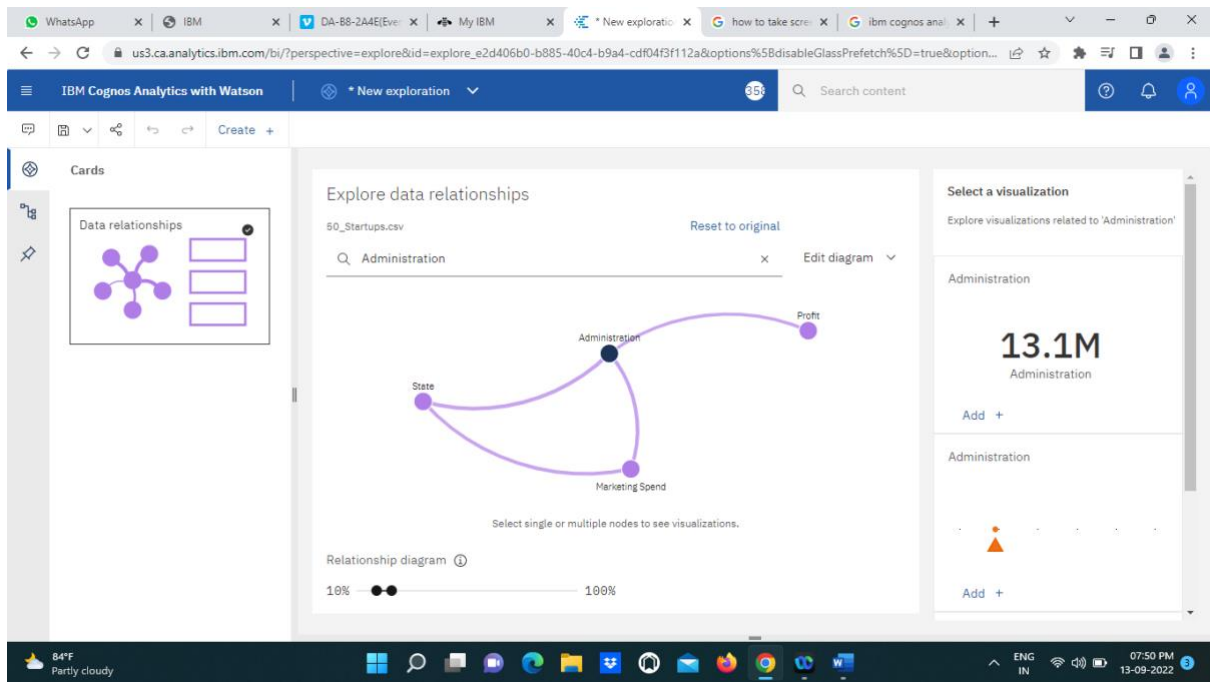 WhatsApp
IBM
DA-B8-2A4E(Ever
My IBM
* New exploratio
how to take scree
ibm cognos anal
us3.ca.analytics.ibm.com/bi/?perspective=explore&id=explore_e2d406b0-b885-40c4-b9a4-cdf04f3f112a&options%5BdisableGlassPrefetch%5D=true&option...
IBM Cognos Analytics with Watson
* New exploration
Search content
Create +
Cards
Data relationships
Explore data relationships
50_Startups.csv
Reset to original
Administration
Edit diagram
Administration
Profit
State
Marketing Spend
Select single or multiple nodes to see visualizations.
Relationship diagram
10%
100%
Select a visualization
Explore visualizations related to 'Administration'
Administration
13.1M
Administration
Add +
Administration
Add +
84°F
Partly cloudy
ENG
IN
07:50 PM
13-09-2022
3